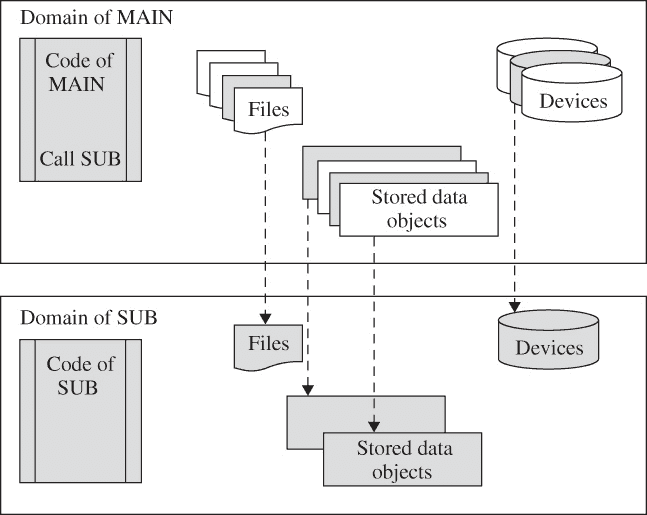 Domain of MAIN
Code of
MAIN
Call SUB
Files
Devices
Stored data
objects
Domain of SUB
Code of
SUB
Files
Devices
Stored data
objects